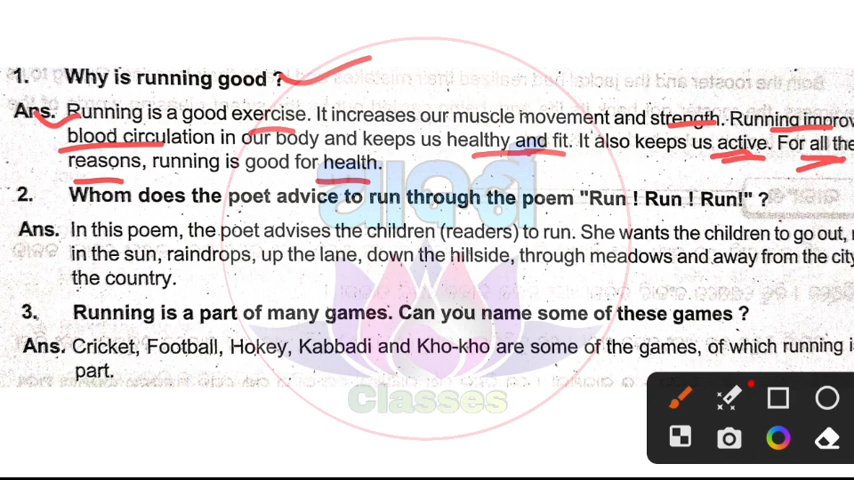 1. Why is running good ?
Ans. Running is a good exercise. It increases our muscle movement and strength. Running
blood circulation in our body and keeps us healthy and fit. It also keeps us active. For all the
reasons, running is good for health.
2. Whom does the poet advice to run through the poem "Run ! Run ! Run!" ?
Ans. In this poem, the poet advises the children (readers) to run. She wants the children to go out,
in the sun, raindrops, up the lane, down the hillside, through meadows and away from the city
the country.
3. Running is a part of many games. Can you name some of these games ?
Ans. Cricket, Football, Hokey, Kabbadi and Kho-kho are some of the games, of which running
part.
Classes